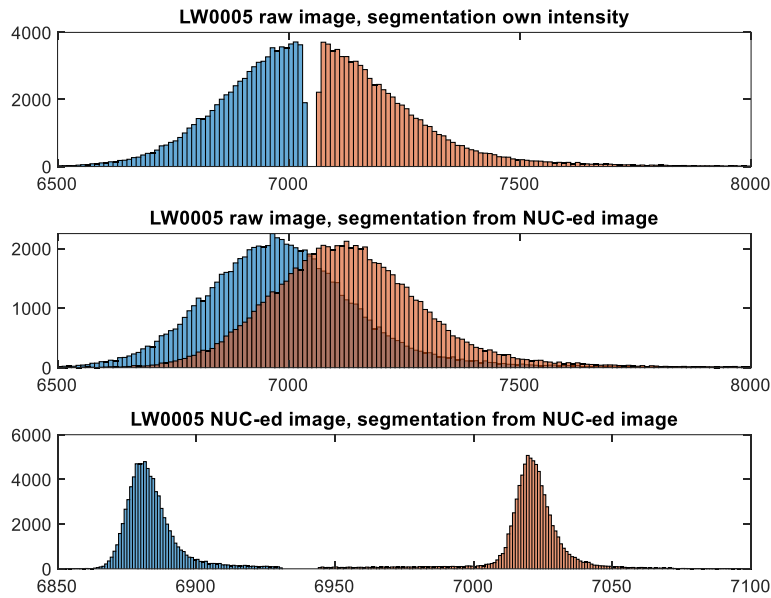 LW0005 raw image, segmentation own intensity
4000
2000
0
6500 7000 7500 8000
LW0005 raw image, segmentation from NUC-ed image
2000
1000
0
6500 7000 7500 8000
LW0005 NUC-ed image, segmentation from NUC-ed image
6000
4000
2000
0
6850 6900 6950 7000 7050 7100